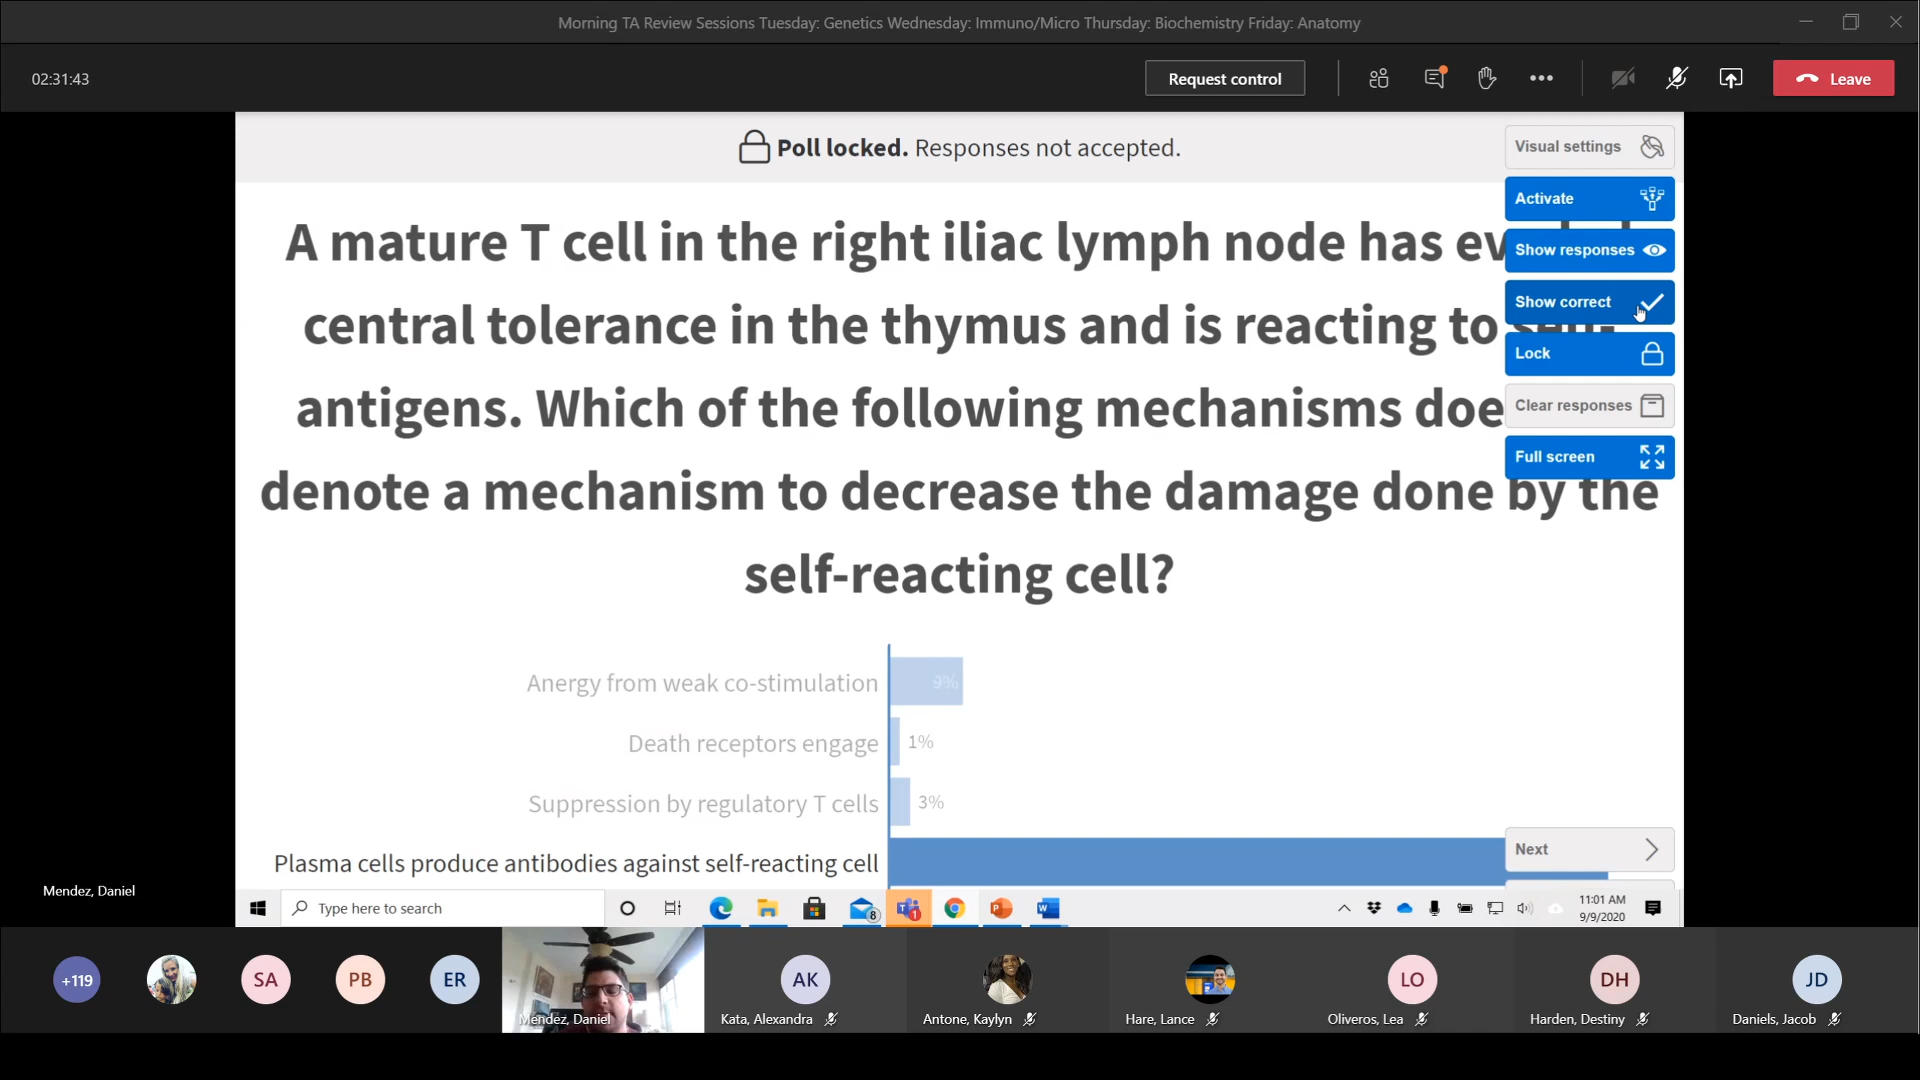 Morning TA Review Sessions Tuesday: Genetics Wednesday: Immuno/Micro Thursday: Biochemistry Friday: Anatomy
02:31:43
Request control
Leave
Poll locked. Responses not accepted.
Visual settings
Activate
Show responses
Show correct
Lock
Clear responses
Full screen
A mature T cell in the right iliac lymph node has
central tolerance in the thymus and is reacting to
antigens. Which of the following mechanisms
denote a mechanism to decrease the damage done by the
self-reacting cell?
Anergy from weak co-stimulation 9%
Death receptors engage 1%
Suppression by regulatory T cells 3%
Plasma cells produce antibodies against self-reacting cell
Next
Mendez, Daniel
Type here to search
8
1
11:01 AM
9/9/2020
+119
SA
PB
ER
Mendez, Daniel
AK
Kata, Alexandra
Antone, Kaylyn
Hare, Lance
LO
Oliveros, Lea
DH
Harden, Destiny
JD
Daniels, Jacob